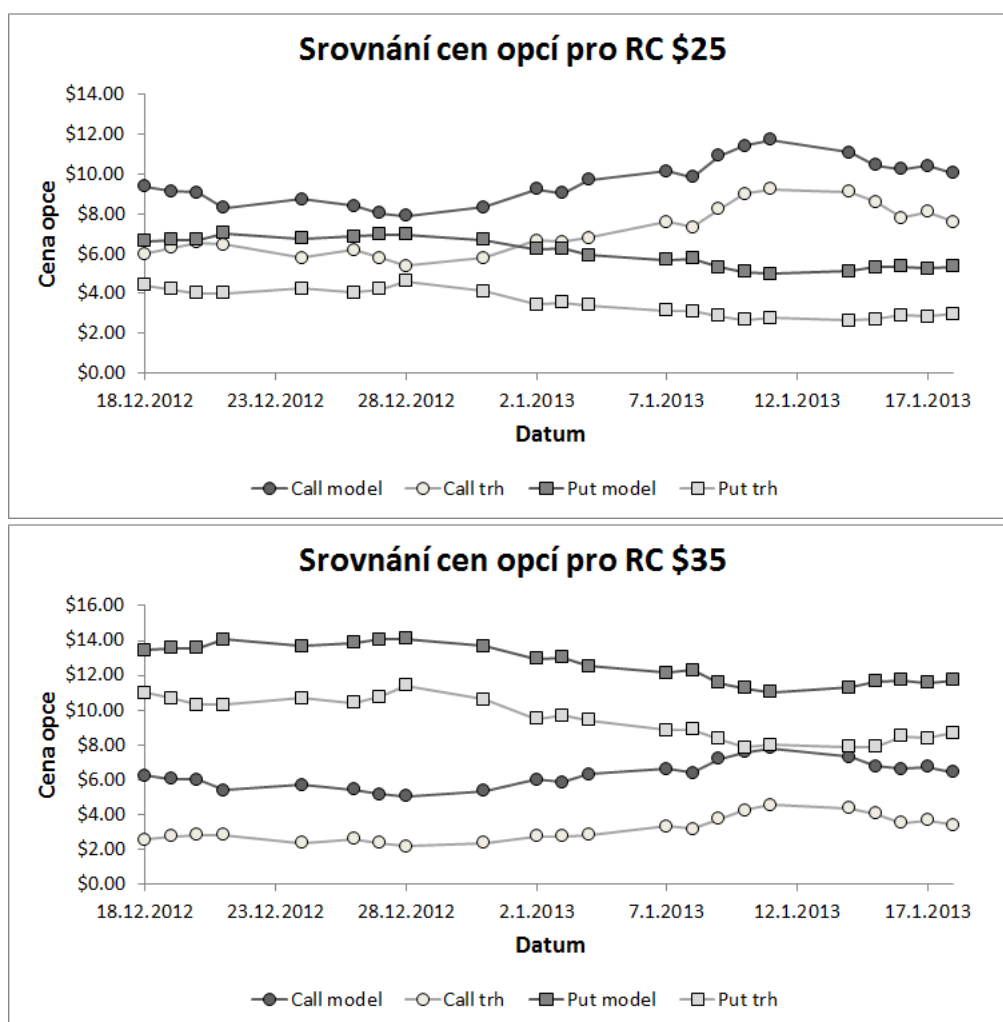 Srovnání cen opcí pro RC $25
$14.00
$12.00
$10.00
$8.00
$6.00
$4.00
$2.00
$0.00
Cena opce
18.12.2012 23.12.2012 28.12.2012 2.1.2013 7.1.2013 12.1.2013 17.1.2013
Datum
Call model Call trh Put model Put trh
Srovnání cen opcí pro RC $35
$16.00
$14.00
$12.00
$10.00
$8.00
$6.00
$4.00
$2.00
$0.00
Cena opce
18.12.2012 23.12.2012 28.12.2012 2.1.2013 7.1.2013 12.1.2013 17.1.2013
Datum
Call model Call trh Put model Put trh